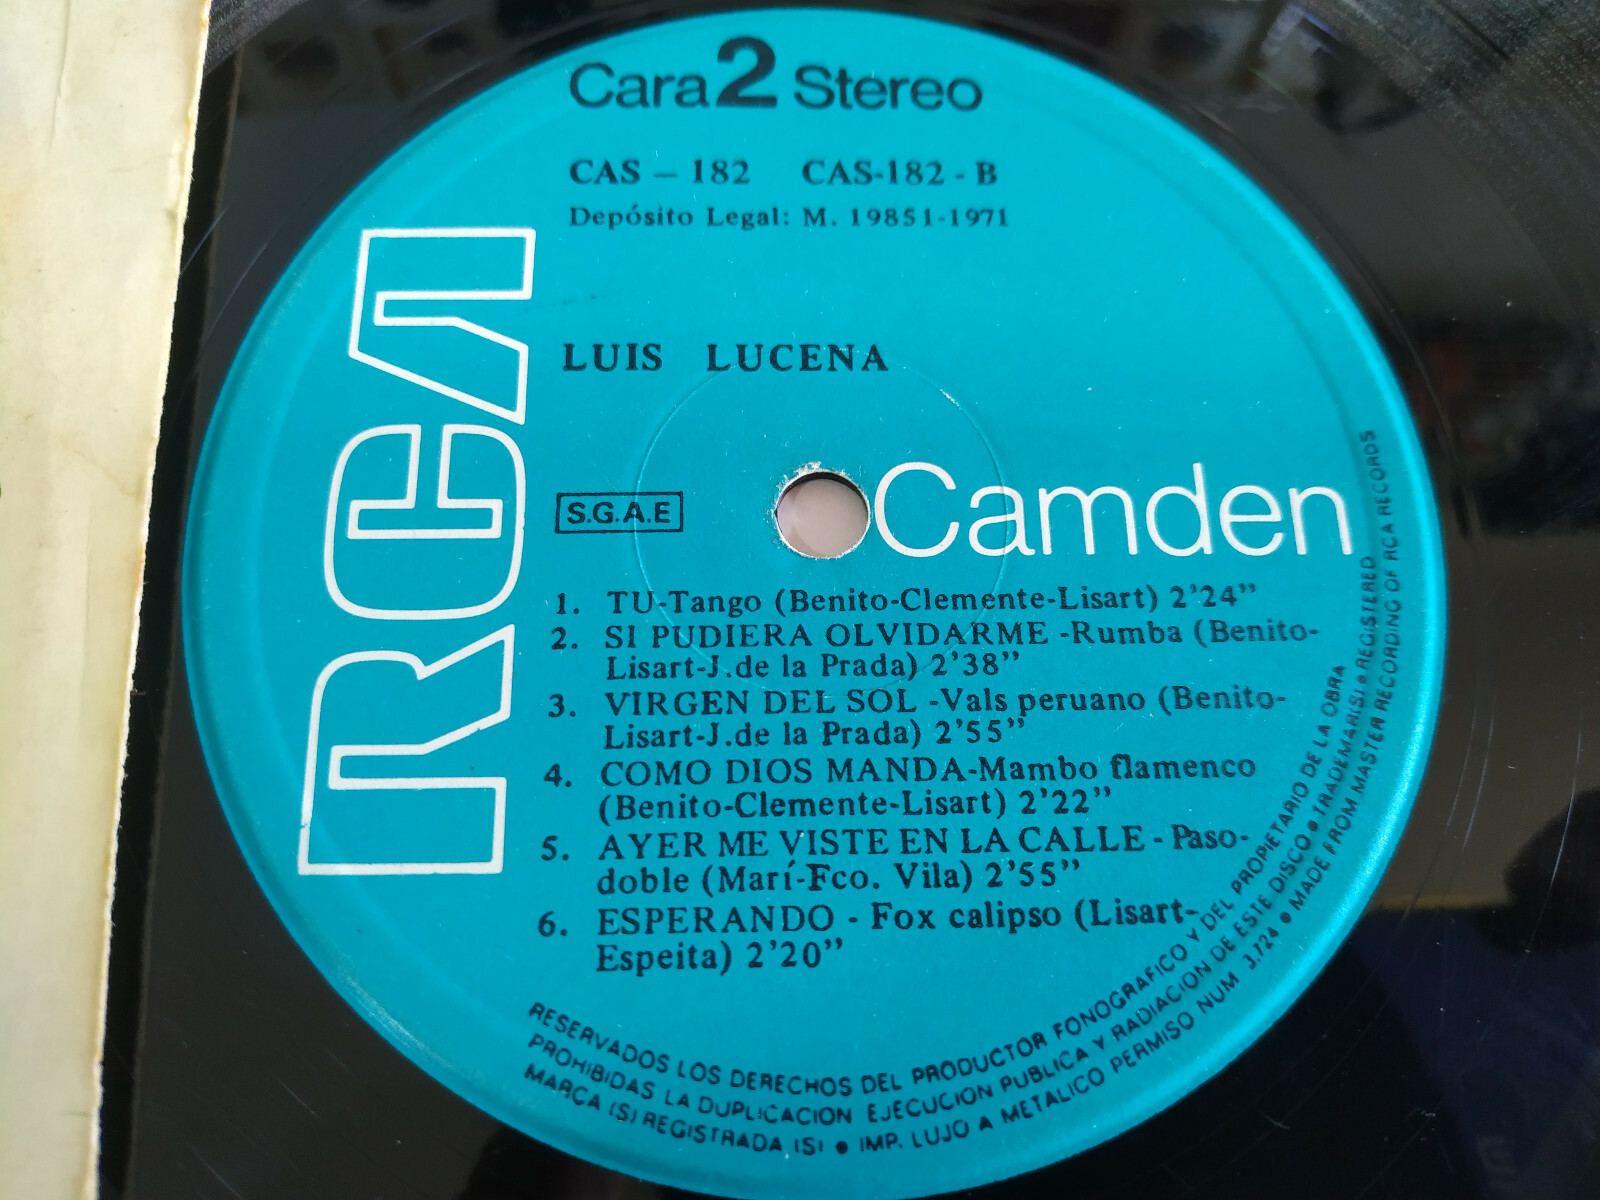 Cara 2 Stereo
CAS – 182 CAS-182 - B
Depósito Legal: M. 19851-1971
RCA
LUIS LUCENA
S.G.A.E
Camden
1. TU-Tango (Benito-Clemente-Lisart) 2'24"
2. SI PUDIERA OLVIDARME -Rumba (Benito-
Lisart-J.de la Prada) 2'38"
3. VIRGEN DEL SOL -Vals peruano (Benito-
Lisart-J.de la Prada) 2'55"
4. COMO DIOS MANDA-Mambo flamenco
(Benito-Clemente-Lisart) 2'22"
5. AYER ME VISTE EN LA CALLE - Paso-
doble (Marí-Fco. Vila) 2'55"
6. ESPERANDO - Fox calipso (Lisart-
Espeita) 2'20"
RESERVADOS LOS DERECHOS DEL PRODUCTOR FONOGRAFICO Y DEL PROPIETARIO DE LA OBRA
PROHIBIDAS LA DUPLICACION EJECUCION PUBLICA Y RADIACION DE ESTE DISCO • TRADEMARK(S) • REGISTERED
MARCA (S) REGISTRADA (S) • IMP. LUJO A METALICO PERMISO NUM 3,724 • MADE FROM MASTER RECORDING OF RCA RECORDS